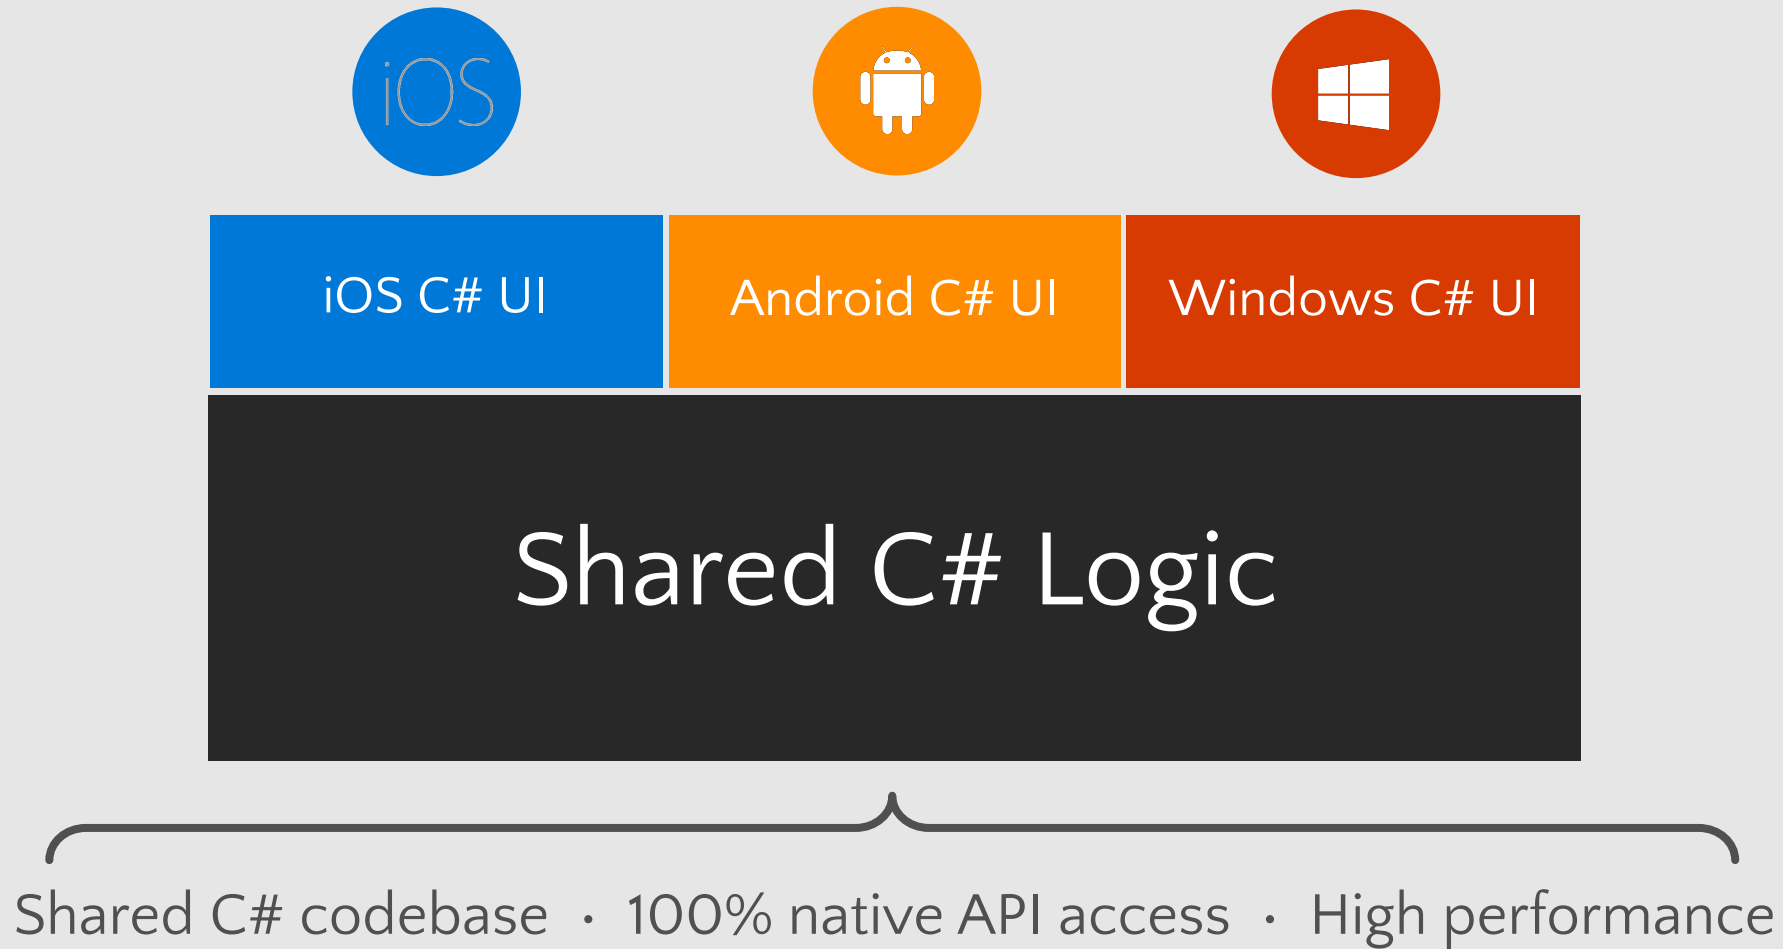 iOS
iOS C# UI
Android C# UI
Windows C# UI
Shared C# Logic
Shared C# codebase · 100% native API access · High performance